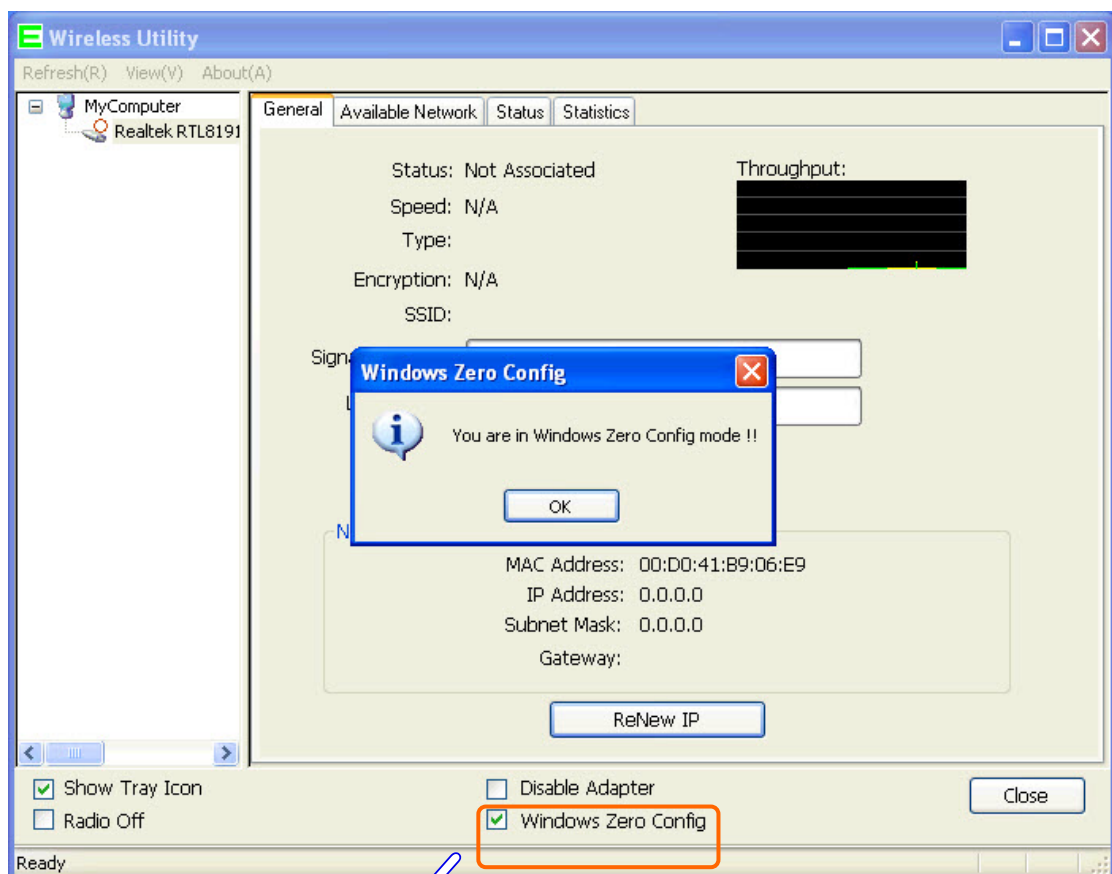 Wireless Utility
Refresh(R) View(V) About(A)
MyComputer
Realtek RTL8191
General Available Network Status Statistics
Status: Not Associated
Throughput:
Speed: N/A
Type:
Encryption: N/A
SSID:
Sign
Windows Zero Config
You are in Windows Zero Config mode !!
OK
N
MAC Address: 00:D0:41:B9:06:E9
IP Address: 0.0.0.0
Subnet Mask: 0.0.0.0
Gateway:
ReNew IP
Show Tray Icon
Disable Adapter
Close
Radio Off
Windows Zero Config
Ready